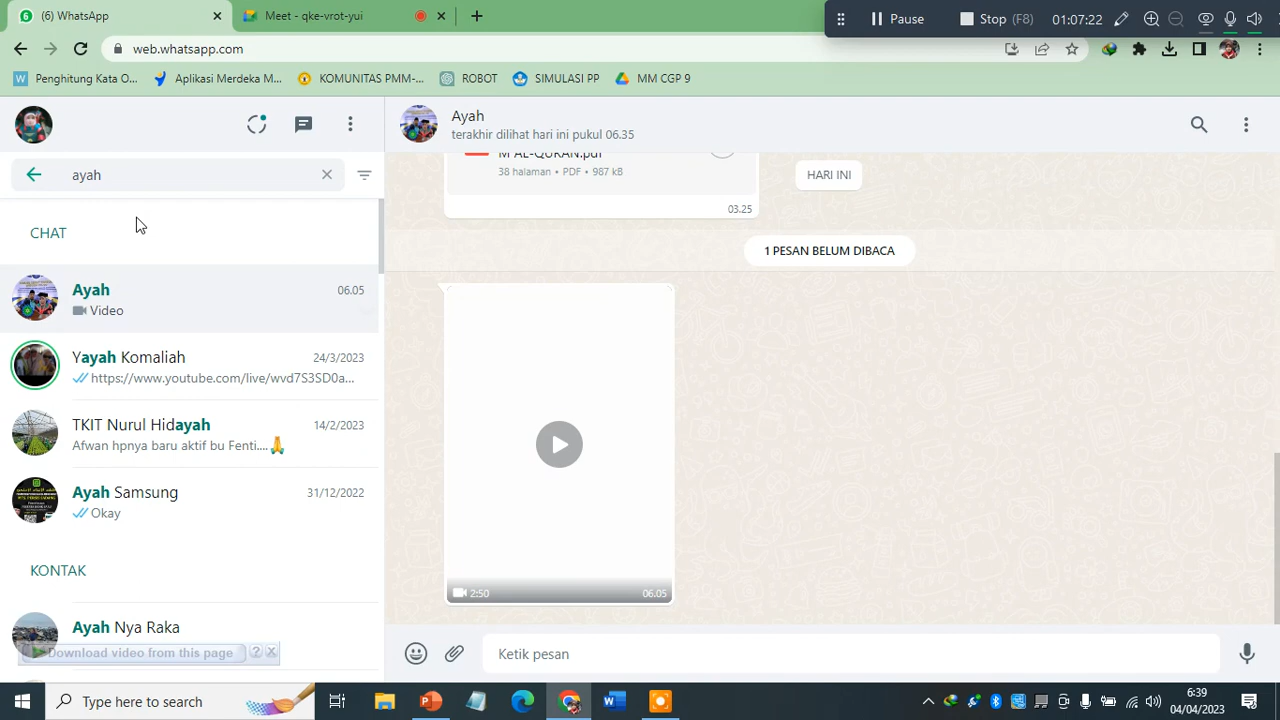 (6) WhatsApp
Meet - qke-vrot-yui
Pause
Stop (F8)
01:07:22
web.whatsapp.com
Penghitung Kata O...
Aplikasi Merdeka M...
KOMUNITAS PMM-...
ROBOT
SIMULASI PP
MM CGP 9
Ayah
terakhir dilihat hari ini pukul 06.35
ayah
M AL-QURAN.pdf
38 halaman • PDF • 987 kB
03.25
HARI INI
CHAT
1 PESAN BELUM DIBACA
Ayah
06.05
Video
Yayah Komaliah
24/3/2023
https://www.youtube.com/live/wvd7S3SD0a...
TKIT Nurul Hidayah
14/2/2023
Afwan hpnya baru aktif bu Fenti....🙏
Ayah Samsung
31/12/2022
Okay
KONTAK
2:50
06.05
Ayah Nya Raka
Download video from this page
?
Ketik pesan
Type here to search
6:39
04/04/2023